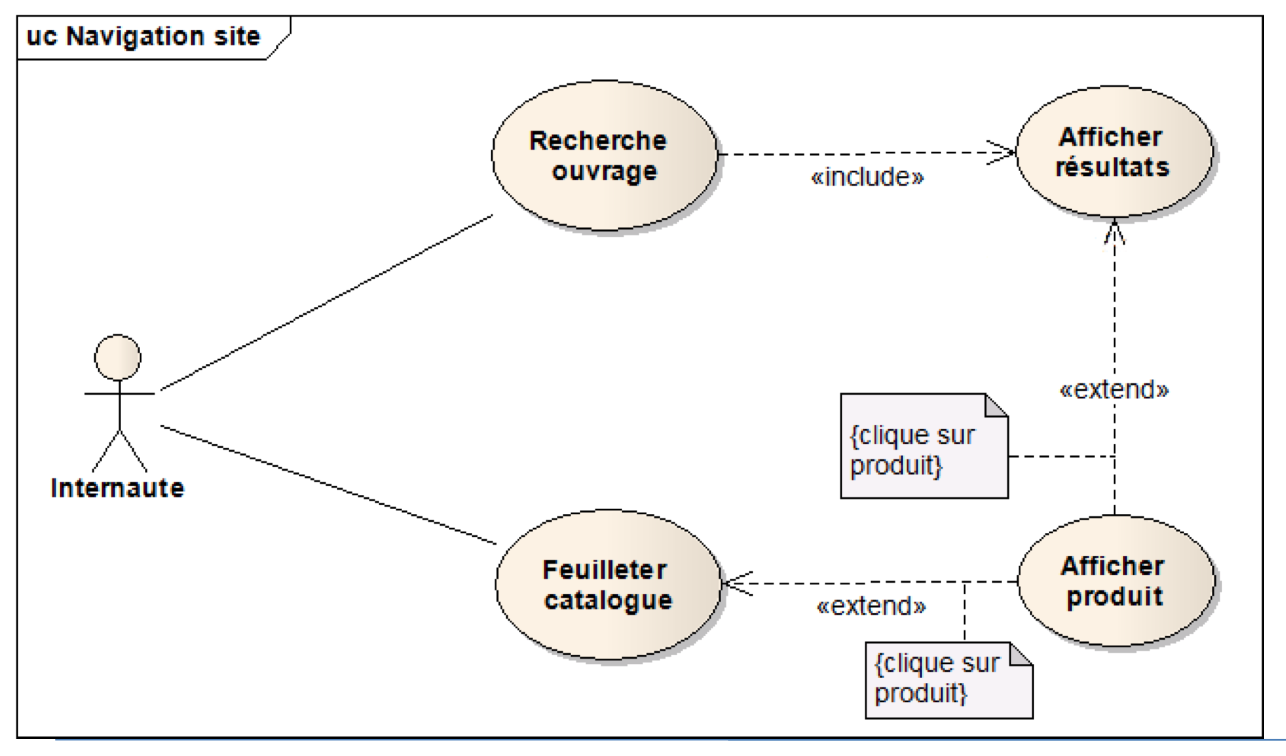 uc Navigation site
Recherche
ouvrage
«include»
Afficher
résultats
«extend»
{clique sur
produit}
Internaute
Feuilleter
catalogue
«extend»
Afficher
produit
{clique sur
produit}